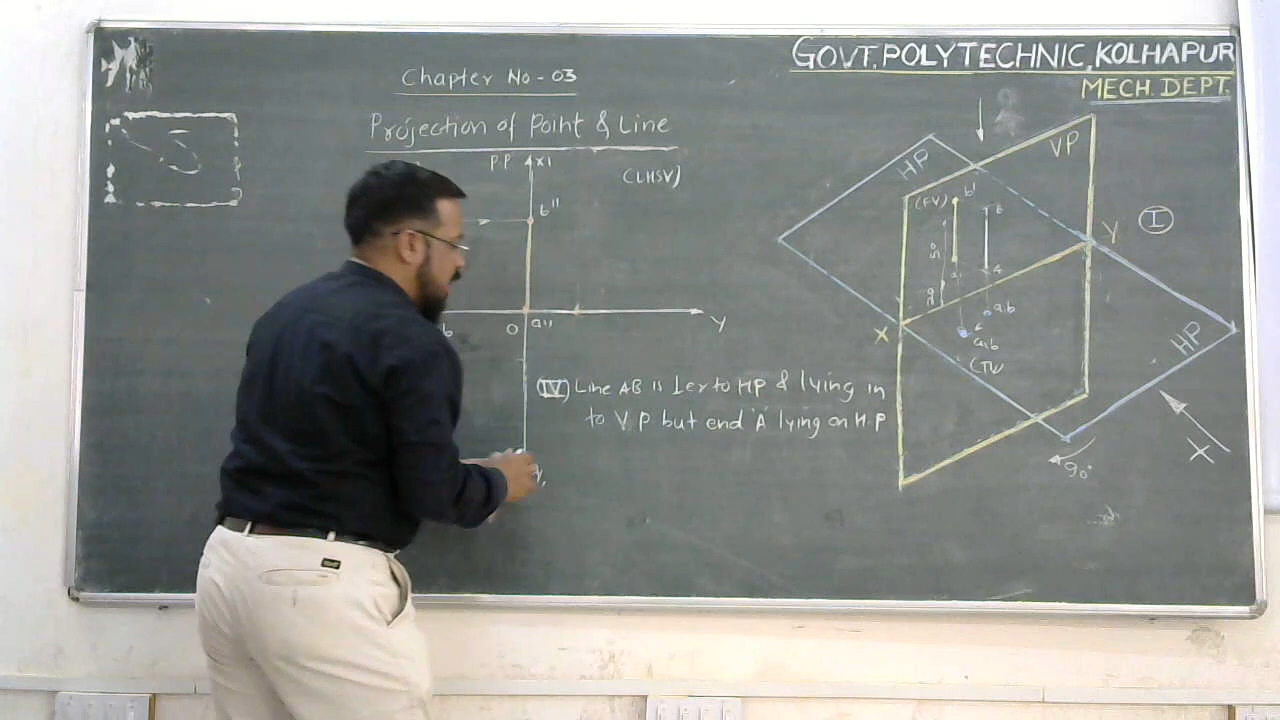 GOVT. POLYTECHNIC, KOLHAPUR
MECH. DEPT.
Chapter No - 03
Projection of Point & Line
P.P X1
(LHSV)
b''
b O a'' Y
(IV) Line AB is ⊥er to HP & lying in
to V.P but end 'A' lying on H.P
HP
VP
(FV) b'
Y
(I)
X
a,b
a,b
(TV
HP
90°
X